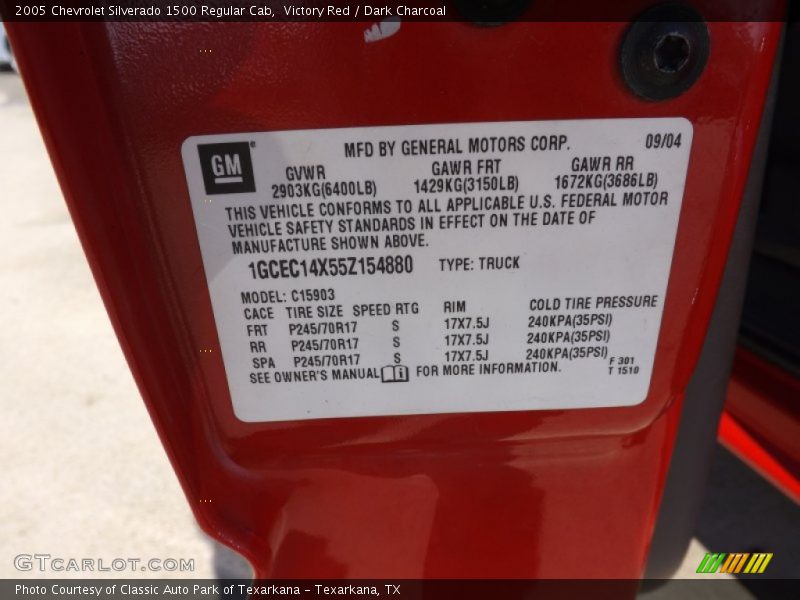 2005 Chevrolet Silverado 1500 Regular Cab,  Victory Red / Dark Charcoal
GM
MFD BY GENERAL MOTORS CORP. 09/04
GVWR GAWR FRT GAWR RR
2903KG(6400LB) 1429KG(3150LB) 1672KG(3686LB)
THIS VEHICLE CONFORMS TO ALL APPLICABLE U.S. FEDERAL MOTOR
VEHICLE SAFETY STANDARDS IN EFFECT ON THE DATE OF
MANUFACTURE SHOWN ABOVE.
1GCEC14X55Z154880 TYPE: TRUCK
MODEL: C15903
CACE TIRE SIZE SPEED RTG RIM COLD TIRE PRESSURE
FRT P245/70R17 S 17X7.5J 240KPA(35PSI)
RR P245/70R17 S 17X7.5J 240KPA(35PSI)
SPA P245/70R17 S 17X7.5J 240KPA(35PSI)
SEE OWNER'S MANUAL FOR MORE INFORMATION.
F 301
T 1510
GTCARLOT.COM
Photo Courtesy of Classic Auto Park of Texarkana - Texarkana, TX